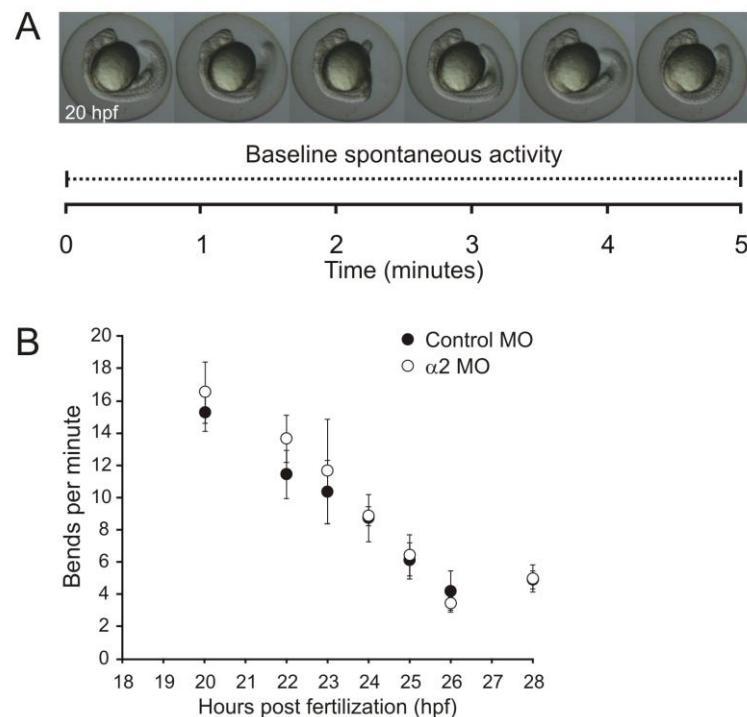 A
20 hpf
Baseline spontaneous activity
0 1 2 3 4 5
Time (minutes)
B
Control MO
α2 MO
20
18
16
14
12
10
8
6
4
2
0
Bends per minute
18 19 20 21 22 23 24 25 26 27 28
Hours post fertilization (hpf)